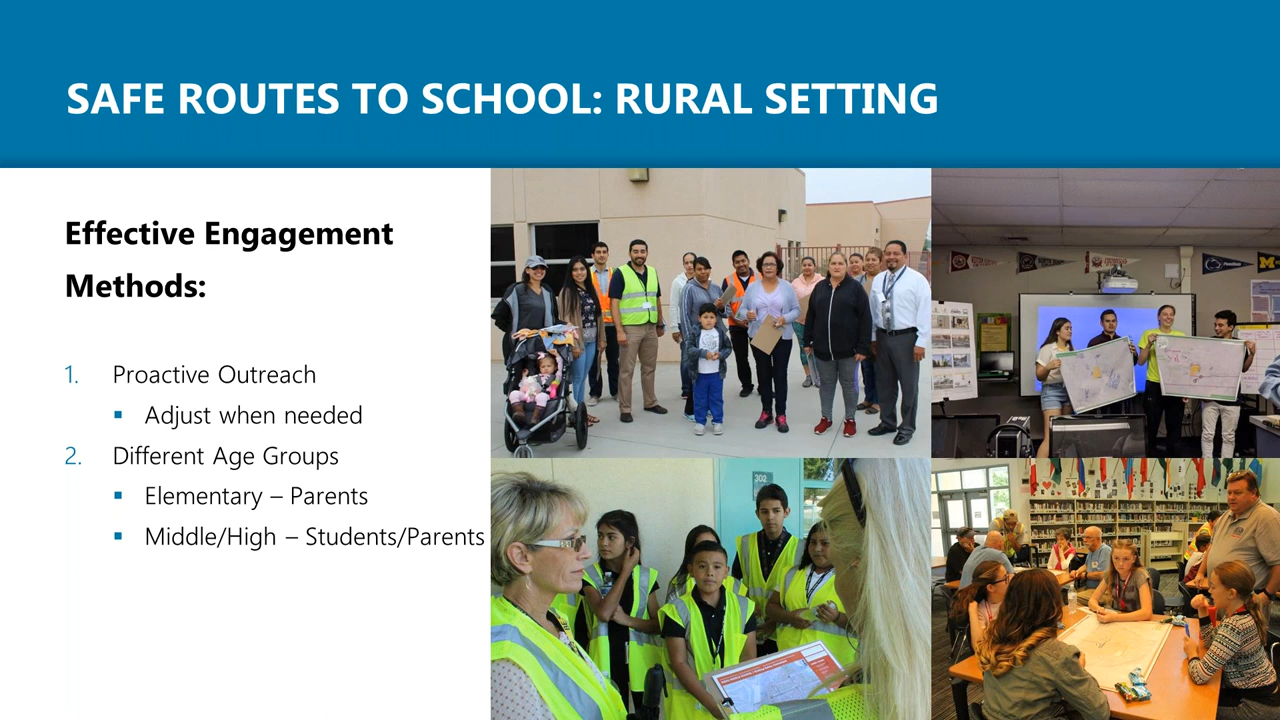 SAFE ROUTES TO SCHOOL: RURAL SETTING
Effective Engagement
Methods:
1. Proactive Outreach
▪ Adjust when needed
2. Different Age Groups
▪ Elementary – Parents
▪ Middle/High – Students/Parents
302